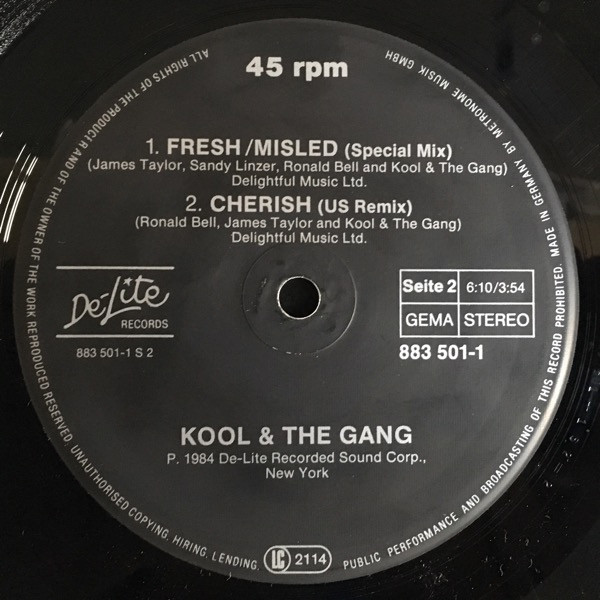 45 rpm
1. FRESH/MISLED (Special Mix)
(James Taylor, Sandy Linzer, Ronald Bell and Kool & The Gang)
Delightful Music Ltd.
2. CHERISH (US Remix)
(Ronald Bell, James Taylor and Kool & The Gang)
Delightful Music Ltd.
De-Lite
RECORDS
883 501-1 S 2
Seite 2 6:10/3:54
GEMA STEREO
883 501-1
KOOL & THE GANG
P. 1984 De-Lite Recorded Sound Corp.,
New York
ALL RIGHTS OF THE PRODUCER AND OF THE OWNER OF THE WORK REPRODUCED RESERVED. UNAUTHORISED COPYING, HIRING, LENDING, LC 2114 PUBLIC PERFORMANCE AND BROADCASTING OF THIS RECORD PROHIBITED. MADE IN GERMANY BY METRONOME MUSIK GMBH